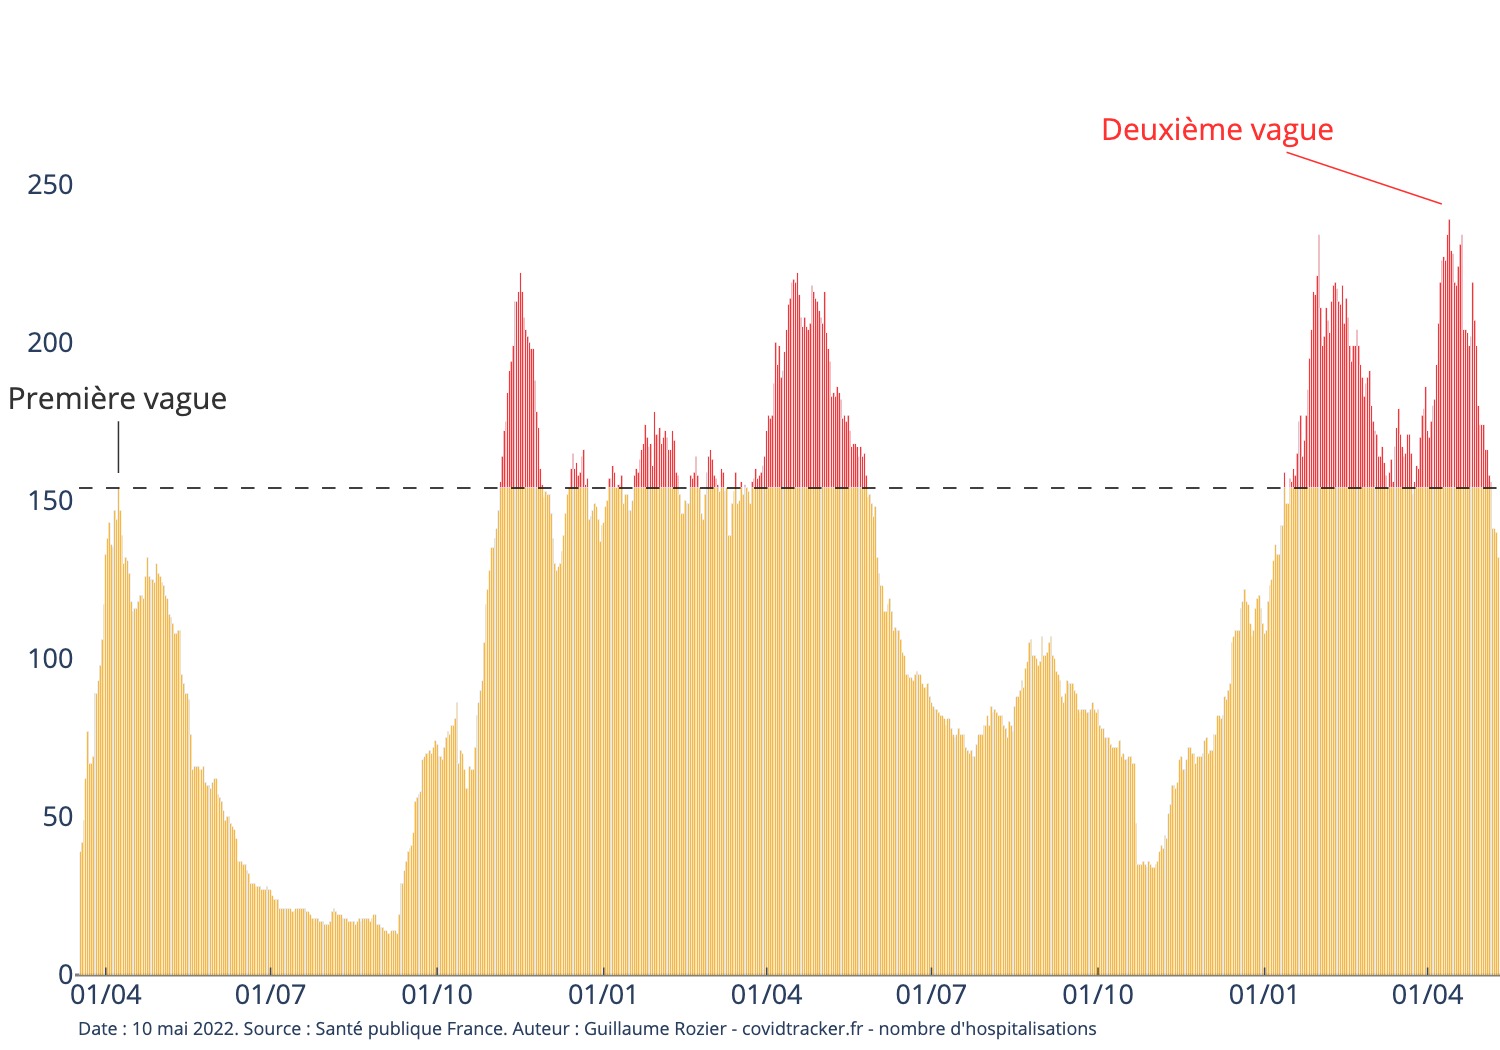 Deuxième vague
250
200
Première vague
150
100
50
0
01/04 01/07 01/10 01/01 01/04 01/07 01/10 01/01 01/04
Date : 10 mai 2022. Source : Santé publique France. Auteur : Guillaume Rozier - covidtracker.fr - nombre d'hospitalisations